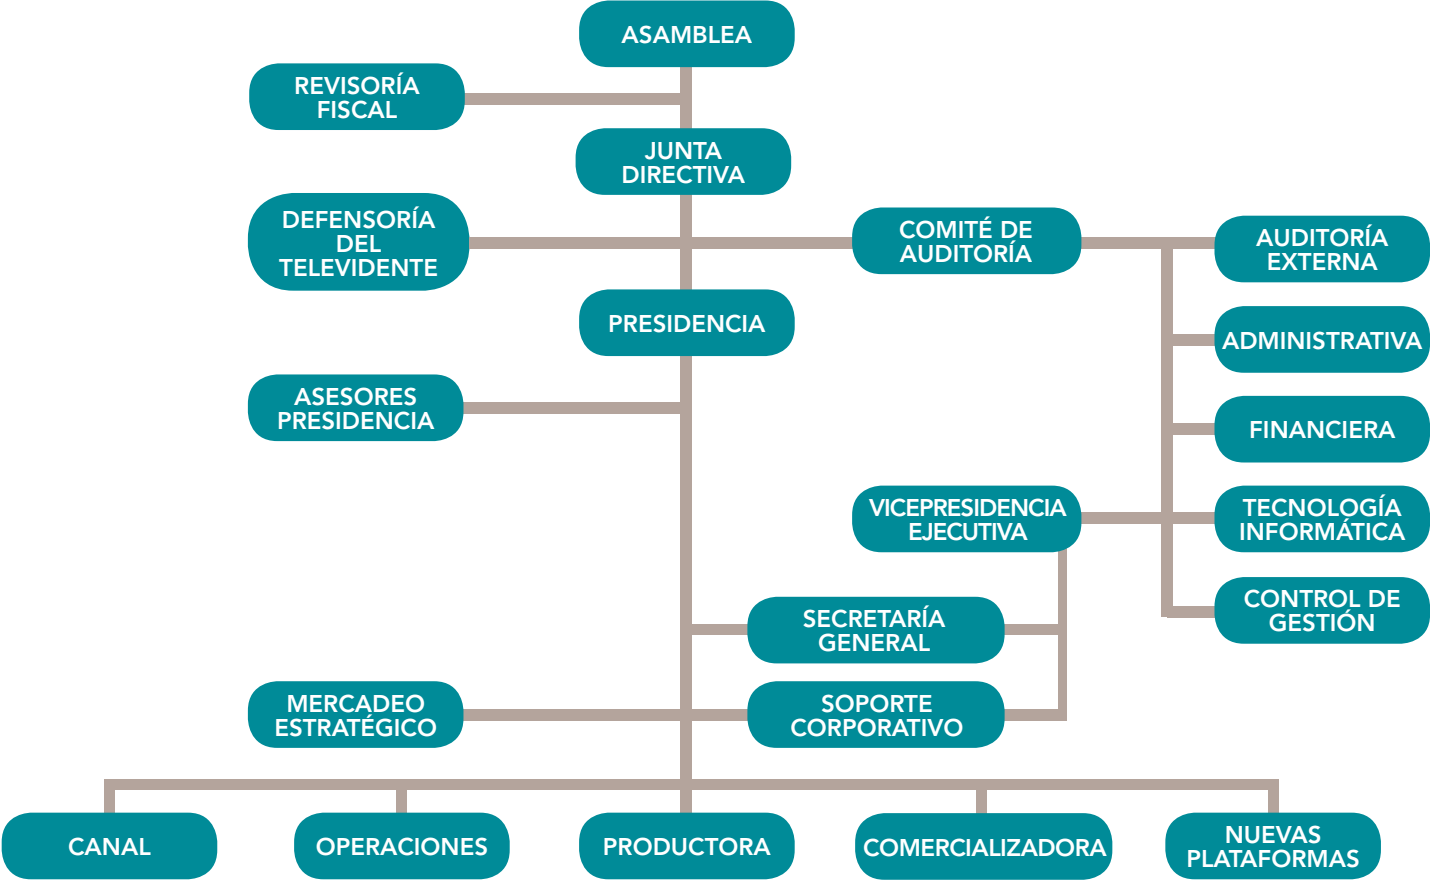 ASAMBLEA
REVISORÍA
FISCAL
JUNTA
DIRECTIVA
DEFENSORÍA
DEL
TELEVIDENTE
COMITÉ DE
AUDITORÍA
AUDITORÍA
EXTERNA
PRESIDENCIA
ADMINISTRATIVA
ASESORES
PRESIDENCIA
FINANCIERA
VICEPRESIDENCIA
EJECUTIVA
TECNOLOGÍA
INFORMÁTICA
SECRETARÍA
GENERAL
CONTROL DE
GESTIÓN
MERCADEO
ESTRATÉGICO
SOPORTE
CORPORATIVO
CANAL
OPERACIONES
PRODUCTORA
COMERCIALIZADORA
NUEVAS
PLATAFORMAS